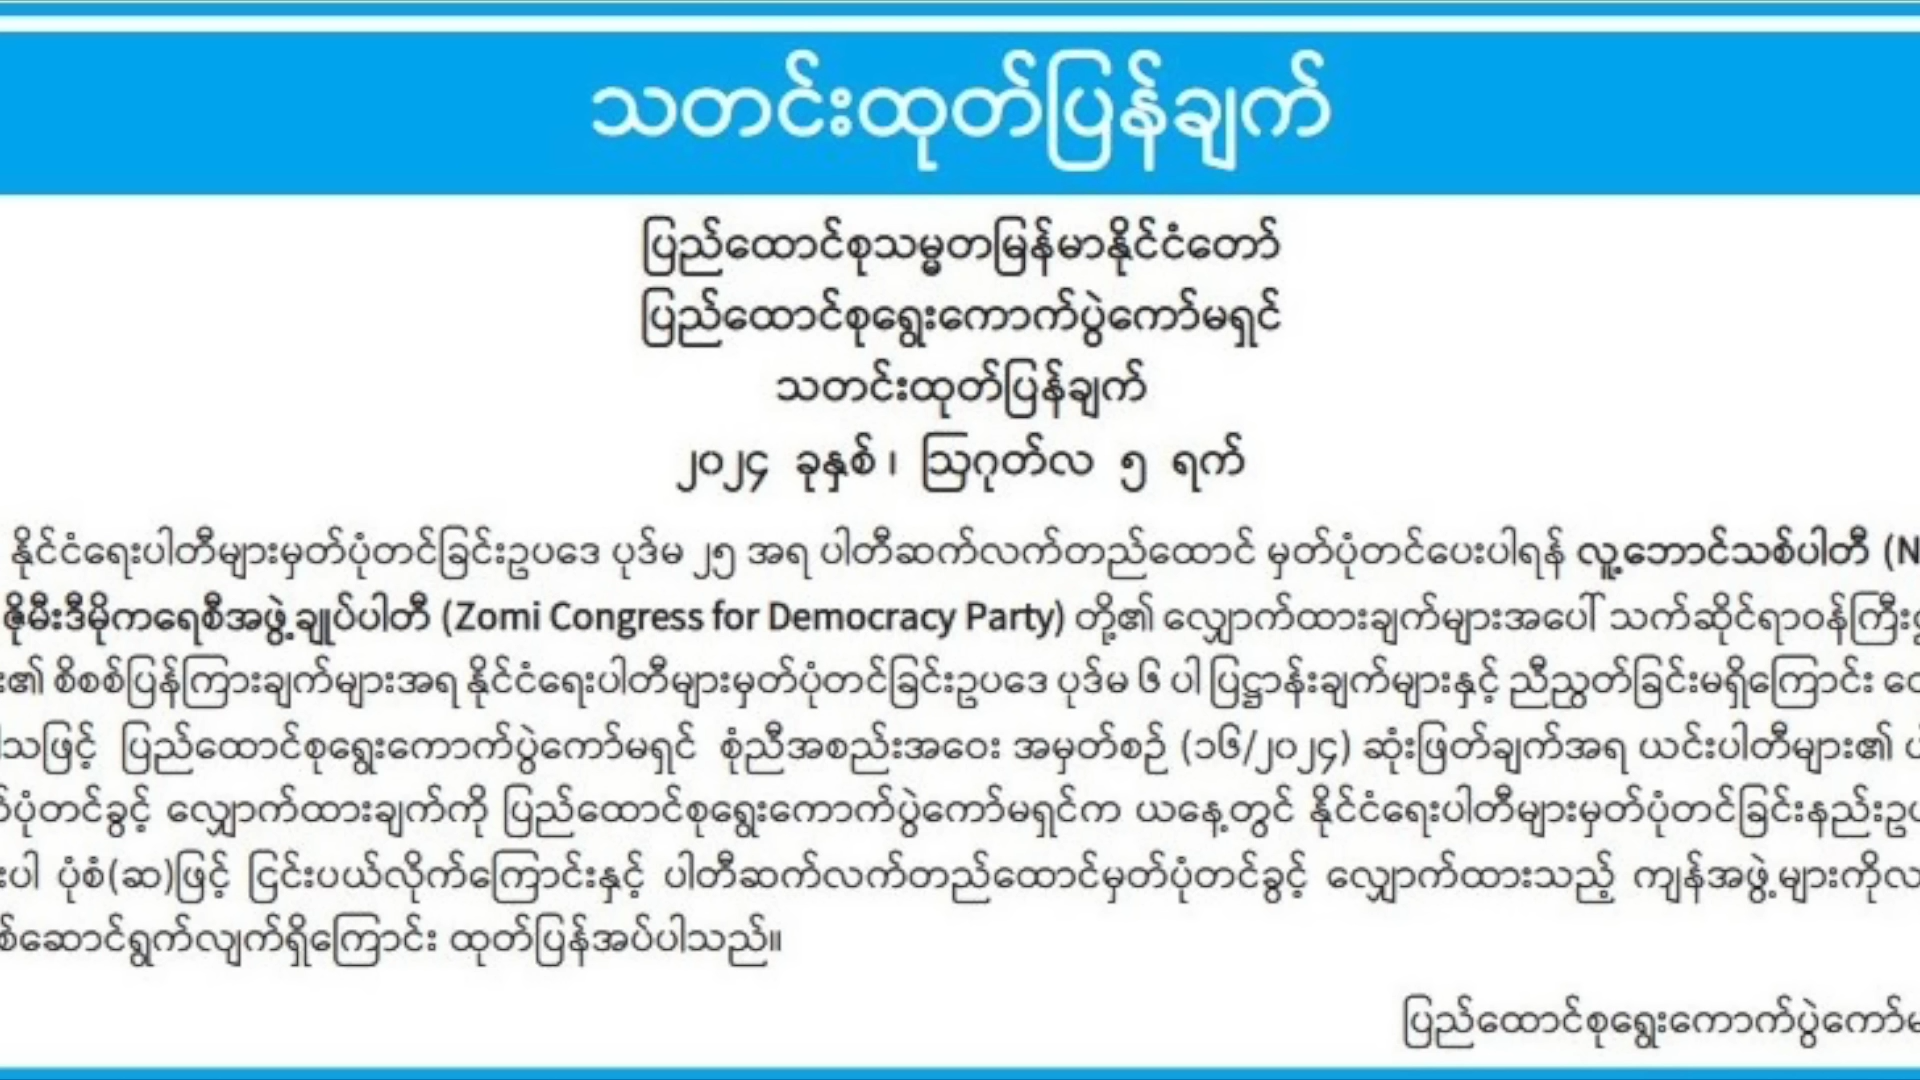 သတင်းထုတ်ပြန်ချက်
ပြည်ထောင်စုသမ္မတမြန်မာနိုင်ငံတော်
ပြည်ထောင်စုရွေးကောက်ပွဲကော်မရှင်
သတင်းထုတ်ပြန်ချက်
၂၀၂၄ ခုနှစ်၊ ဩဂုတ်လ ၅ ရက်
နိုင်ငံရေးပါတီများမှတ်ပုံတင်ခြင်းဥပဒေ ပုဒ်မ ၂၅ အရ ပါတီဆက်လက်တည်ထောင် မှတ်ပုံတင်ပေးပါရန် လူ့ဘောင်သစ်ပါတီ
ဇိုမီးဒီမိုကရေစီအဖွဲ့ချုပ်ပါတီ (Zomi Congress for Democracy Party) တို့၏ လျှောက်ထားချက်များအပေါ် သက်ဆိုင်ရာဝန်ကြီး
၏ စိစစ်ပြန်ကြားချက်များအရ နိုင်ငံရေးပါတီများမှတ်ပုံတင်ခြင်းဥပဒေ ပုဒ်မ ၆ ပါ ပြဋ္ဌာန်းချက်များနှင့် ညီညွတ်ခြင်းမရှိကြောင်း
သဖြင့် ပြည်ထောင်စုရွေးကောက်ပွဲကော်မရှင် စုံညီအစည်းအဝေး အမှတ်စဉ် (၁၆/၂၀၂၄) ဆုံးဖြတ်ချက်အရ ယင်းပါတီများ၏
ပုံတင်ခွင့် လျှောက်ထားချက်ကို ပြည်ထောင်စုရွေးကောက်ပွဲကော်မရှင်က ယနေ့တွင် နိုင်ငံရေးပါတီများမှတ်ပုံတင်ခြင်းနည်းဥ
ပါ ပုံစံ(ဆ)ဖြင့် ငြင်းပယ်လိုက်ကြောင်းနှင့် ပါတီဆက်လက်တည်ထောင်မှတ်ပုံတင်ခွင့် လျှောက်ထားသည့် ကျန်အဖွဲ့များကိုလ
ဆောင်ရွက်လျက်ရှိကြောင်း ထုတ်ပြန်အပ်ပါသည်။
ပြည်ထောင်စုရွေးကောက်ပွဲကော်